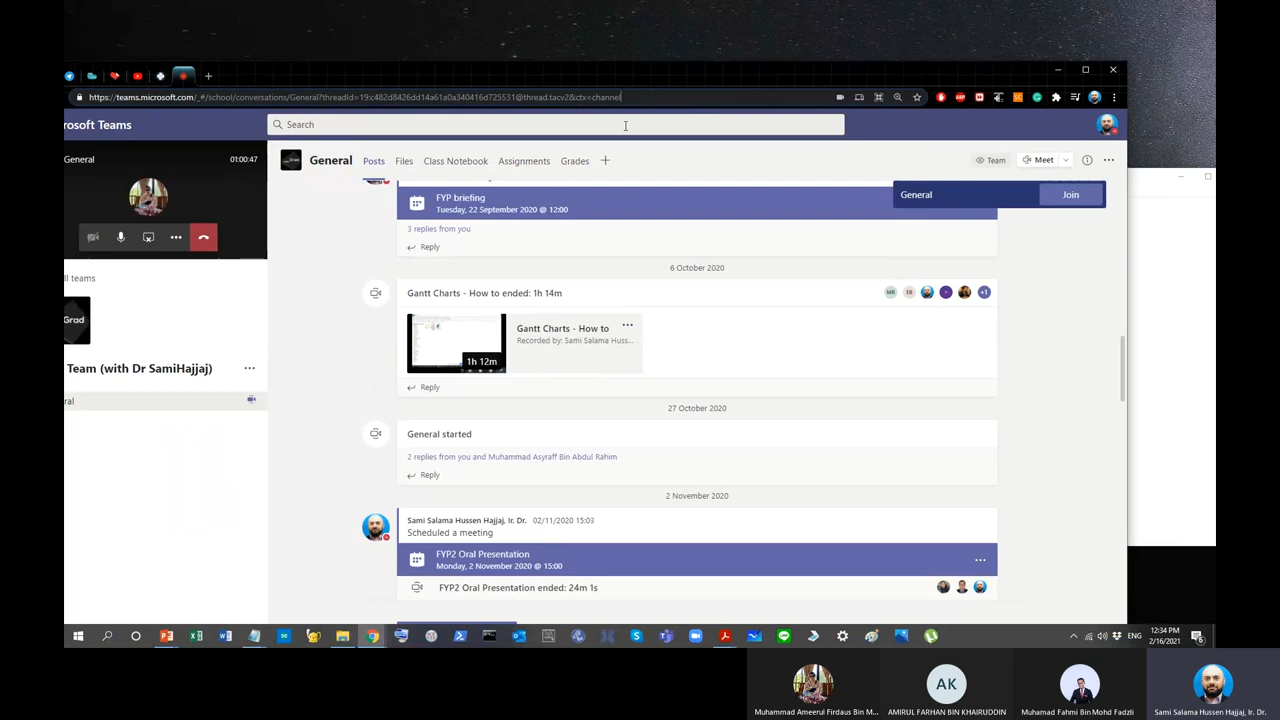 https://teams.microsoft.com/_#/school/conversations/General?threadId=19:c482d8426dd14a61a0a340416d725531@thread.tacv2&ctx=channel
rosoft Teams
Search
General
01:00:47
General
Posts
Files
Class Notebook
Assignments
Grades
Team
Meet
General
Join
FYP briefing
Tuesday, 22 September 2020 @ 12:00
3 replies from you
Reply
6 October 2020
Gantt Charts - How to ended: 1h 14m
MR
EB
+1
Gantt Charts - How to
Recorded by: Sami Salama Huss...
1h 12m
Reply
ll teams
Grad
Team (with Dr SamiHajjaj)
ral
27 October 2020
General started
2 replies from you and Muhammad Asyraff Bin Abdul Rahim
Reply
2 November 2020
Sami Salama Hussen Hajjaj, Ir. Dr.
02/11/2020 15:03
Scheduled a meeting
FYP2 Oral Presentation
Monday, 2 November 2020 @ 15:00
FYP2 Oral Presentation ended: 24m 1s
ENG
12:34 PM
2/16/2021
AK
Muhammad Ameerul Firdaus Bin M...
AMIRUL FARHAN BIN KHAIRUDDIN
Muhamad Fahmi Bin Mohd Fadzli
Sami Salama Hussen Hajjaj, Ir. Dr.